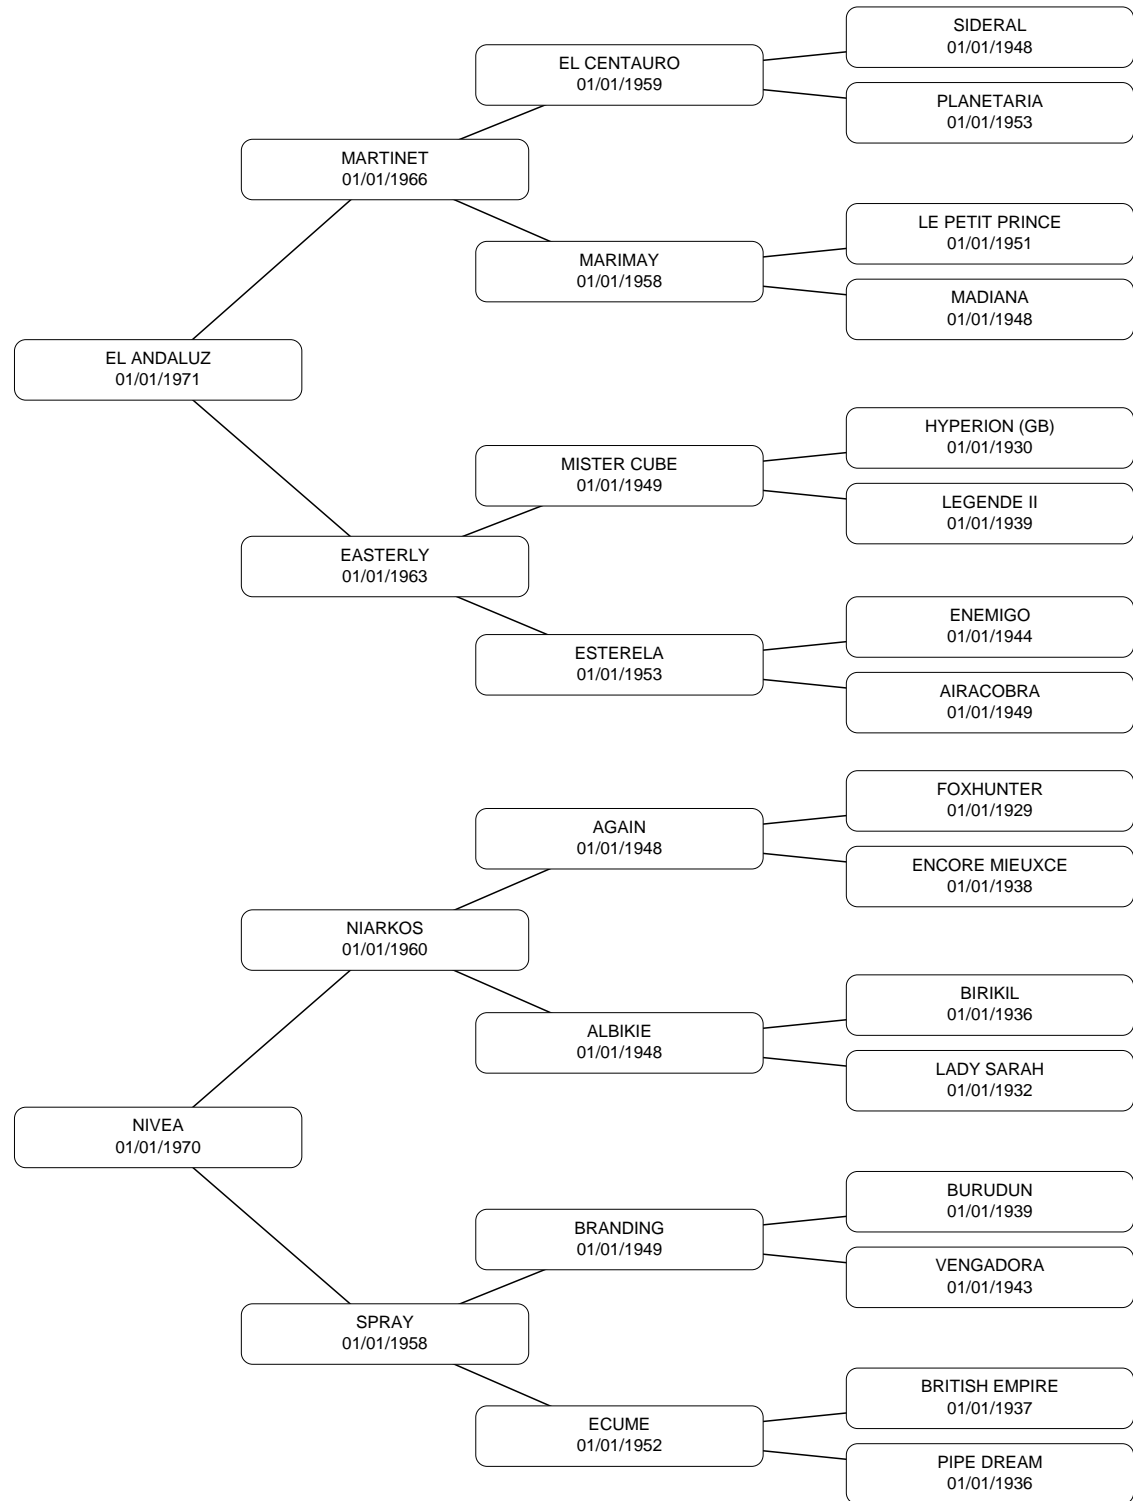 SIDERAL
01/01/1948
EL CENTAURO
01/01/1959
PLANETARIA
01/01/1953
MARTINET
01/01/1966
LE PETIT PRINCE
01/01/1951
MARIMAY
01/01/1958
MADIANA
01/01/1948
EL ANDALUZ
01/01/1971
HYPERION (GB)
01/01/1930
MISTER CUBE
01/01/1949
LEGENDE II
01/01/1939
EASTERLY
01/01/1963
ENEMIGO
01/01/1944
ESTERELA
01/01/1953
AIRACOBRA
01/01/1949
FOXHUNTER
01/01/1929
AGAIN
01/01/1948
ENCORE MIEUXCE
01/01/1938
NIARKOS
01/01/1960
BIRIKIL
01/01/1936
ALBIKIE
01/01/1948
LADY SARAH
01/01/1932
NIVEA
01/01/1970
BURUDUN
01/01/1939
BRANDING
01/01/1949
VENGADORA
01/01/1943
SPRAY
01/01/1958
BRITISH EMPIRE
01/01/1937
ECUME
01/01/1952
PIPE DREAM
01/01/1936